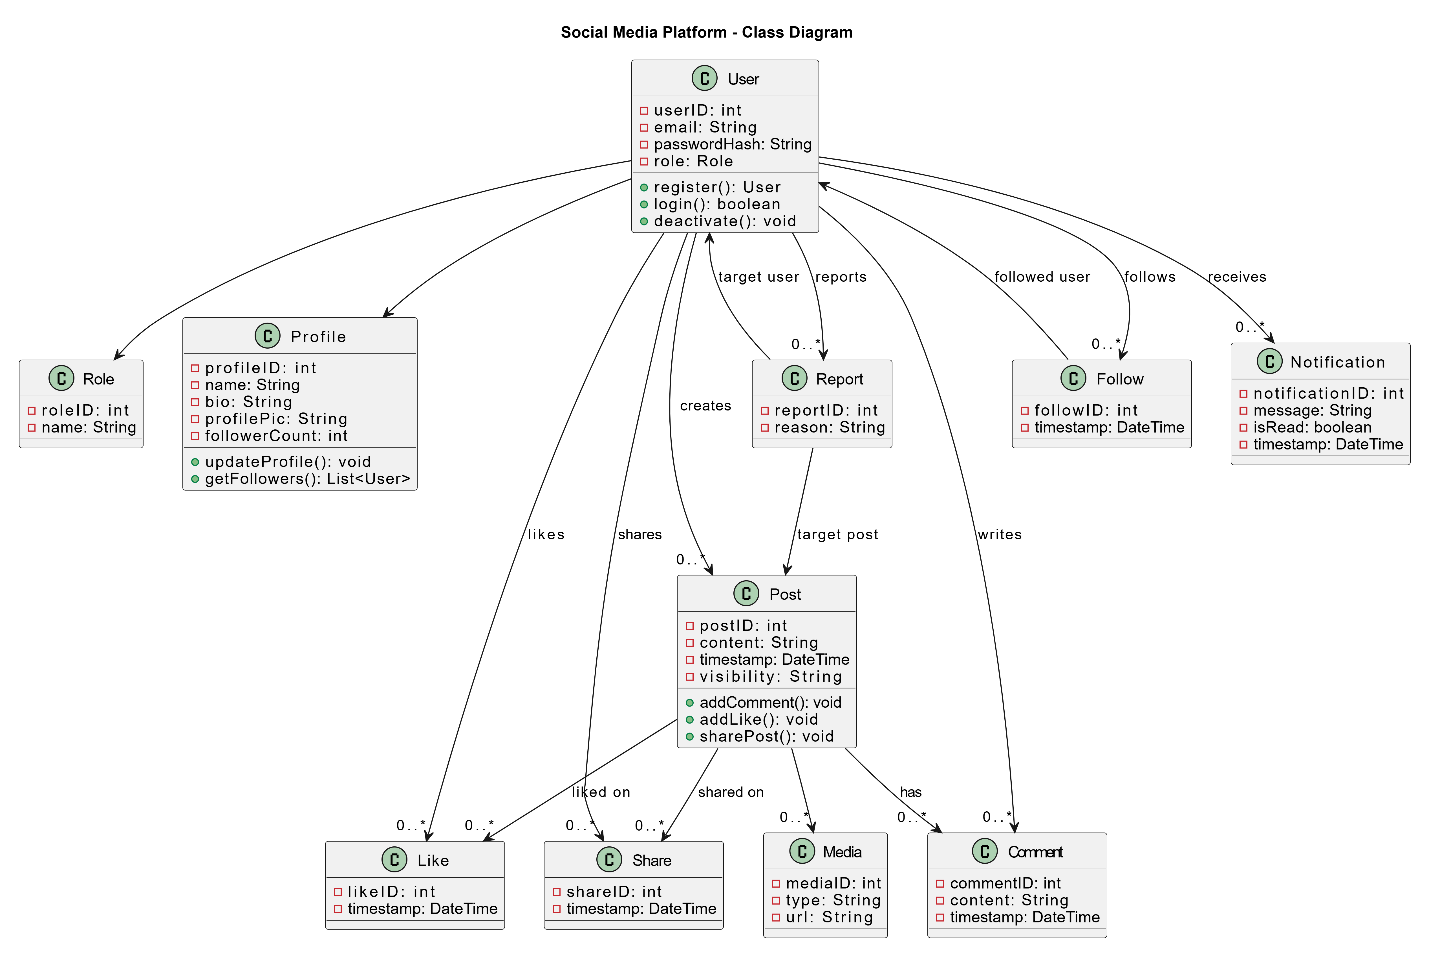 Social Media Platform - Class Diagram
C User
userID: int
email: String
passwordHash: String
role: Role
register(): User
login(): boolean
deactivate(): void
target user
reports
followed user
follows
receives
0..*
0..*
0..*
C Role
roleID: int
name: String
C Profile
profileID: int
name: String
bio: String
profilePic: String
followerCount: int
updateProfile(): void
getFollowers(): List<User>
creates
C Report
reportID: int
reason: String
C Follow
followID: int
timestamp: DateTime
C Notification
notificationID: int
message: String
isRead: boolean
timestamp: DateTime
likes
shares
target post
writes
0..*
C Post
postID: int
content: String
timestamp: DateTime
visibility: String
addComment(): void
addLike(): void
sharePost(): void
liked on
shared on
has
0..*
0..*
0..*
0..*
0..*
0..*
0..*
C Like
likeID: int
timestamp: DateTime
C Share
shareID: int
timestamp: DateTime
C Media
mediaID: int
type: String
url: String
C Comment
commentID: int
content: String
timestamp: DateTime